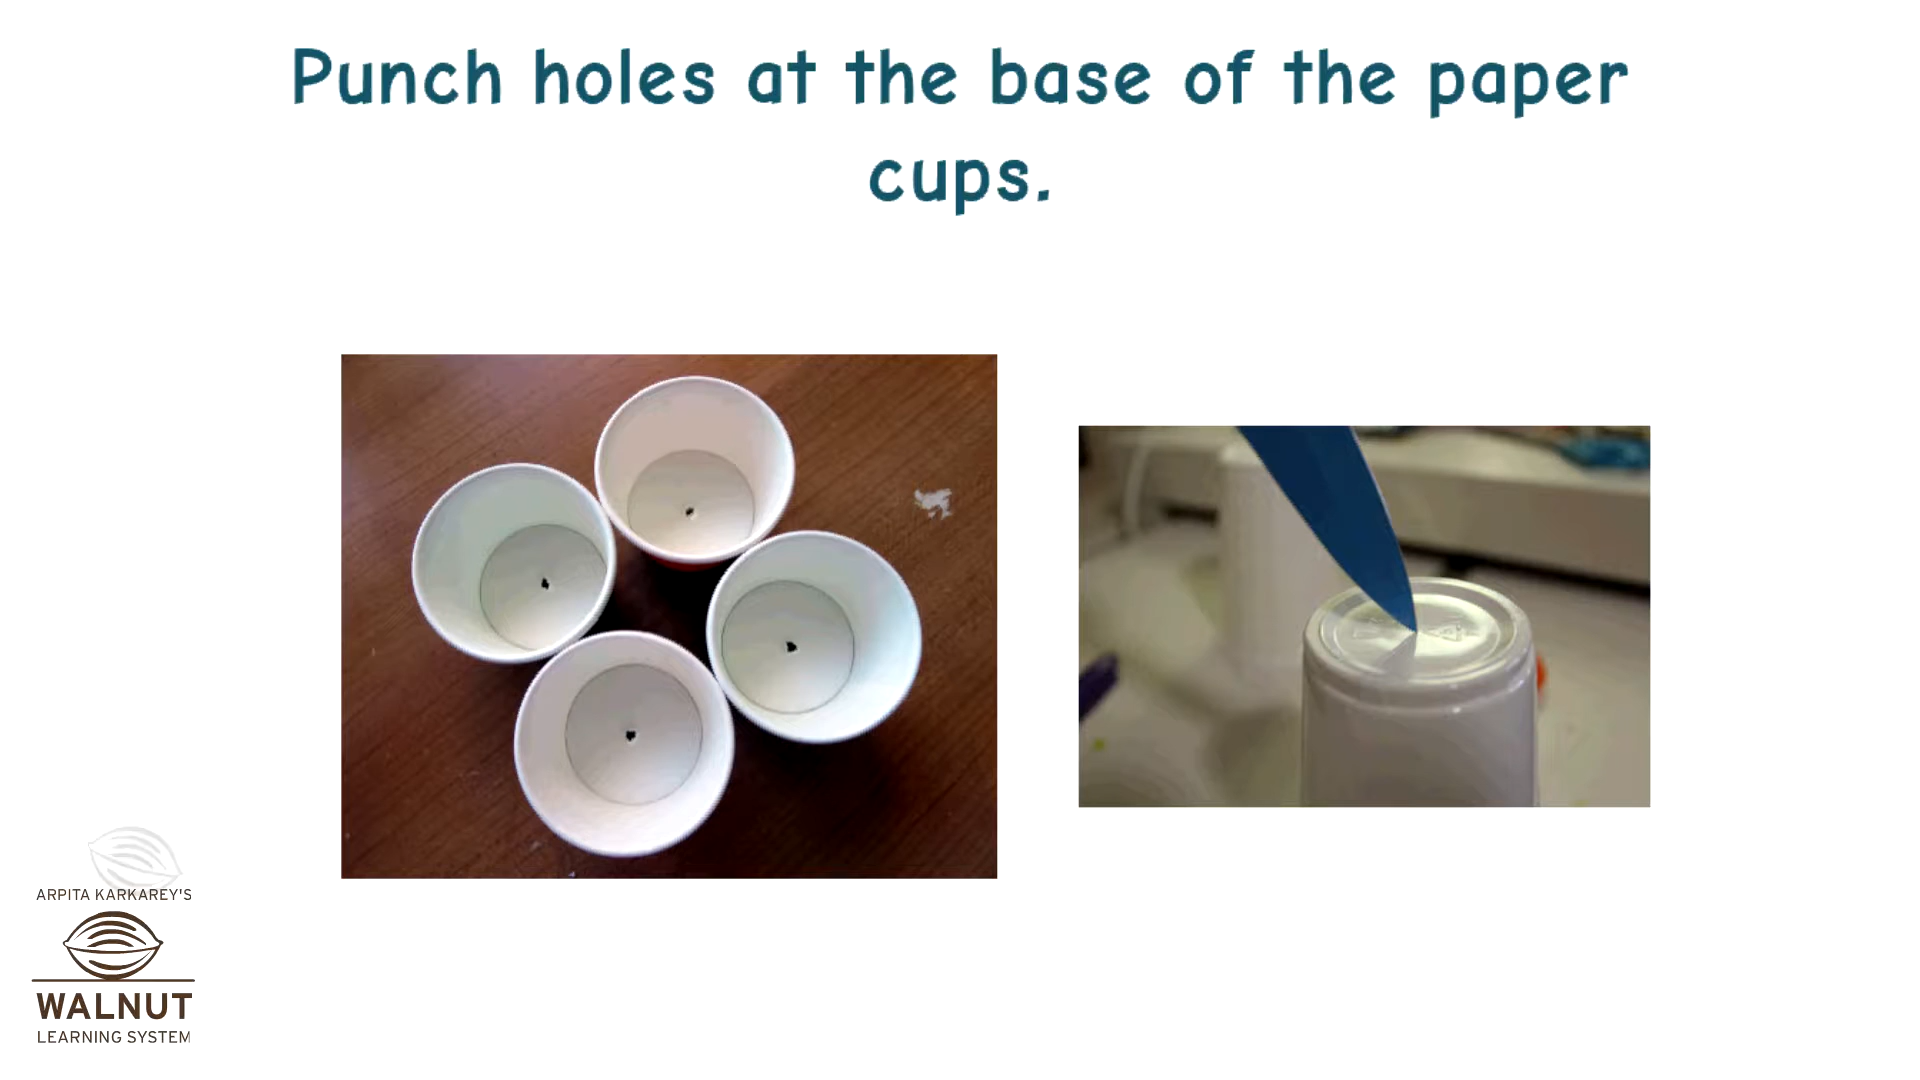 Punch holes at the base of the paper
cups.
ARPITA KARKAREY'S
WALNUT
LEARNING SYSTEM